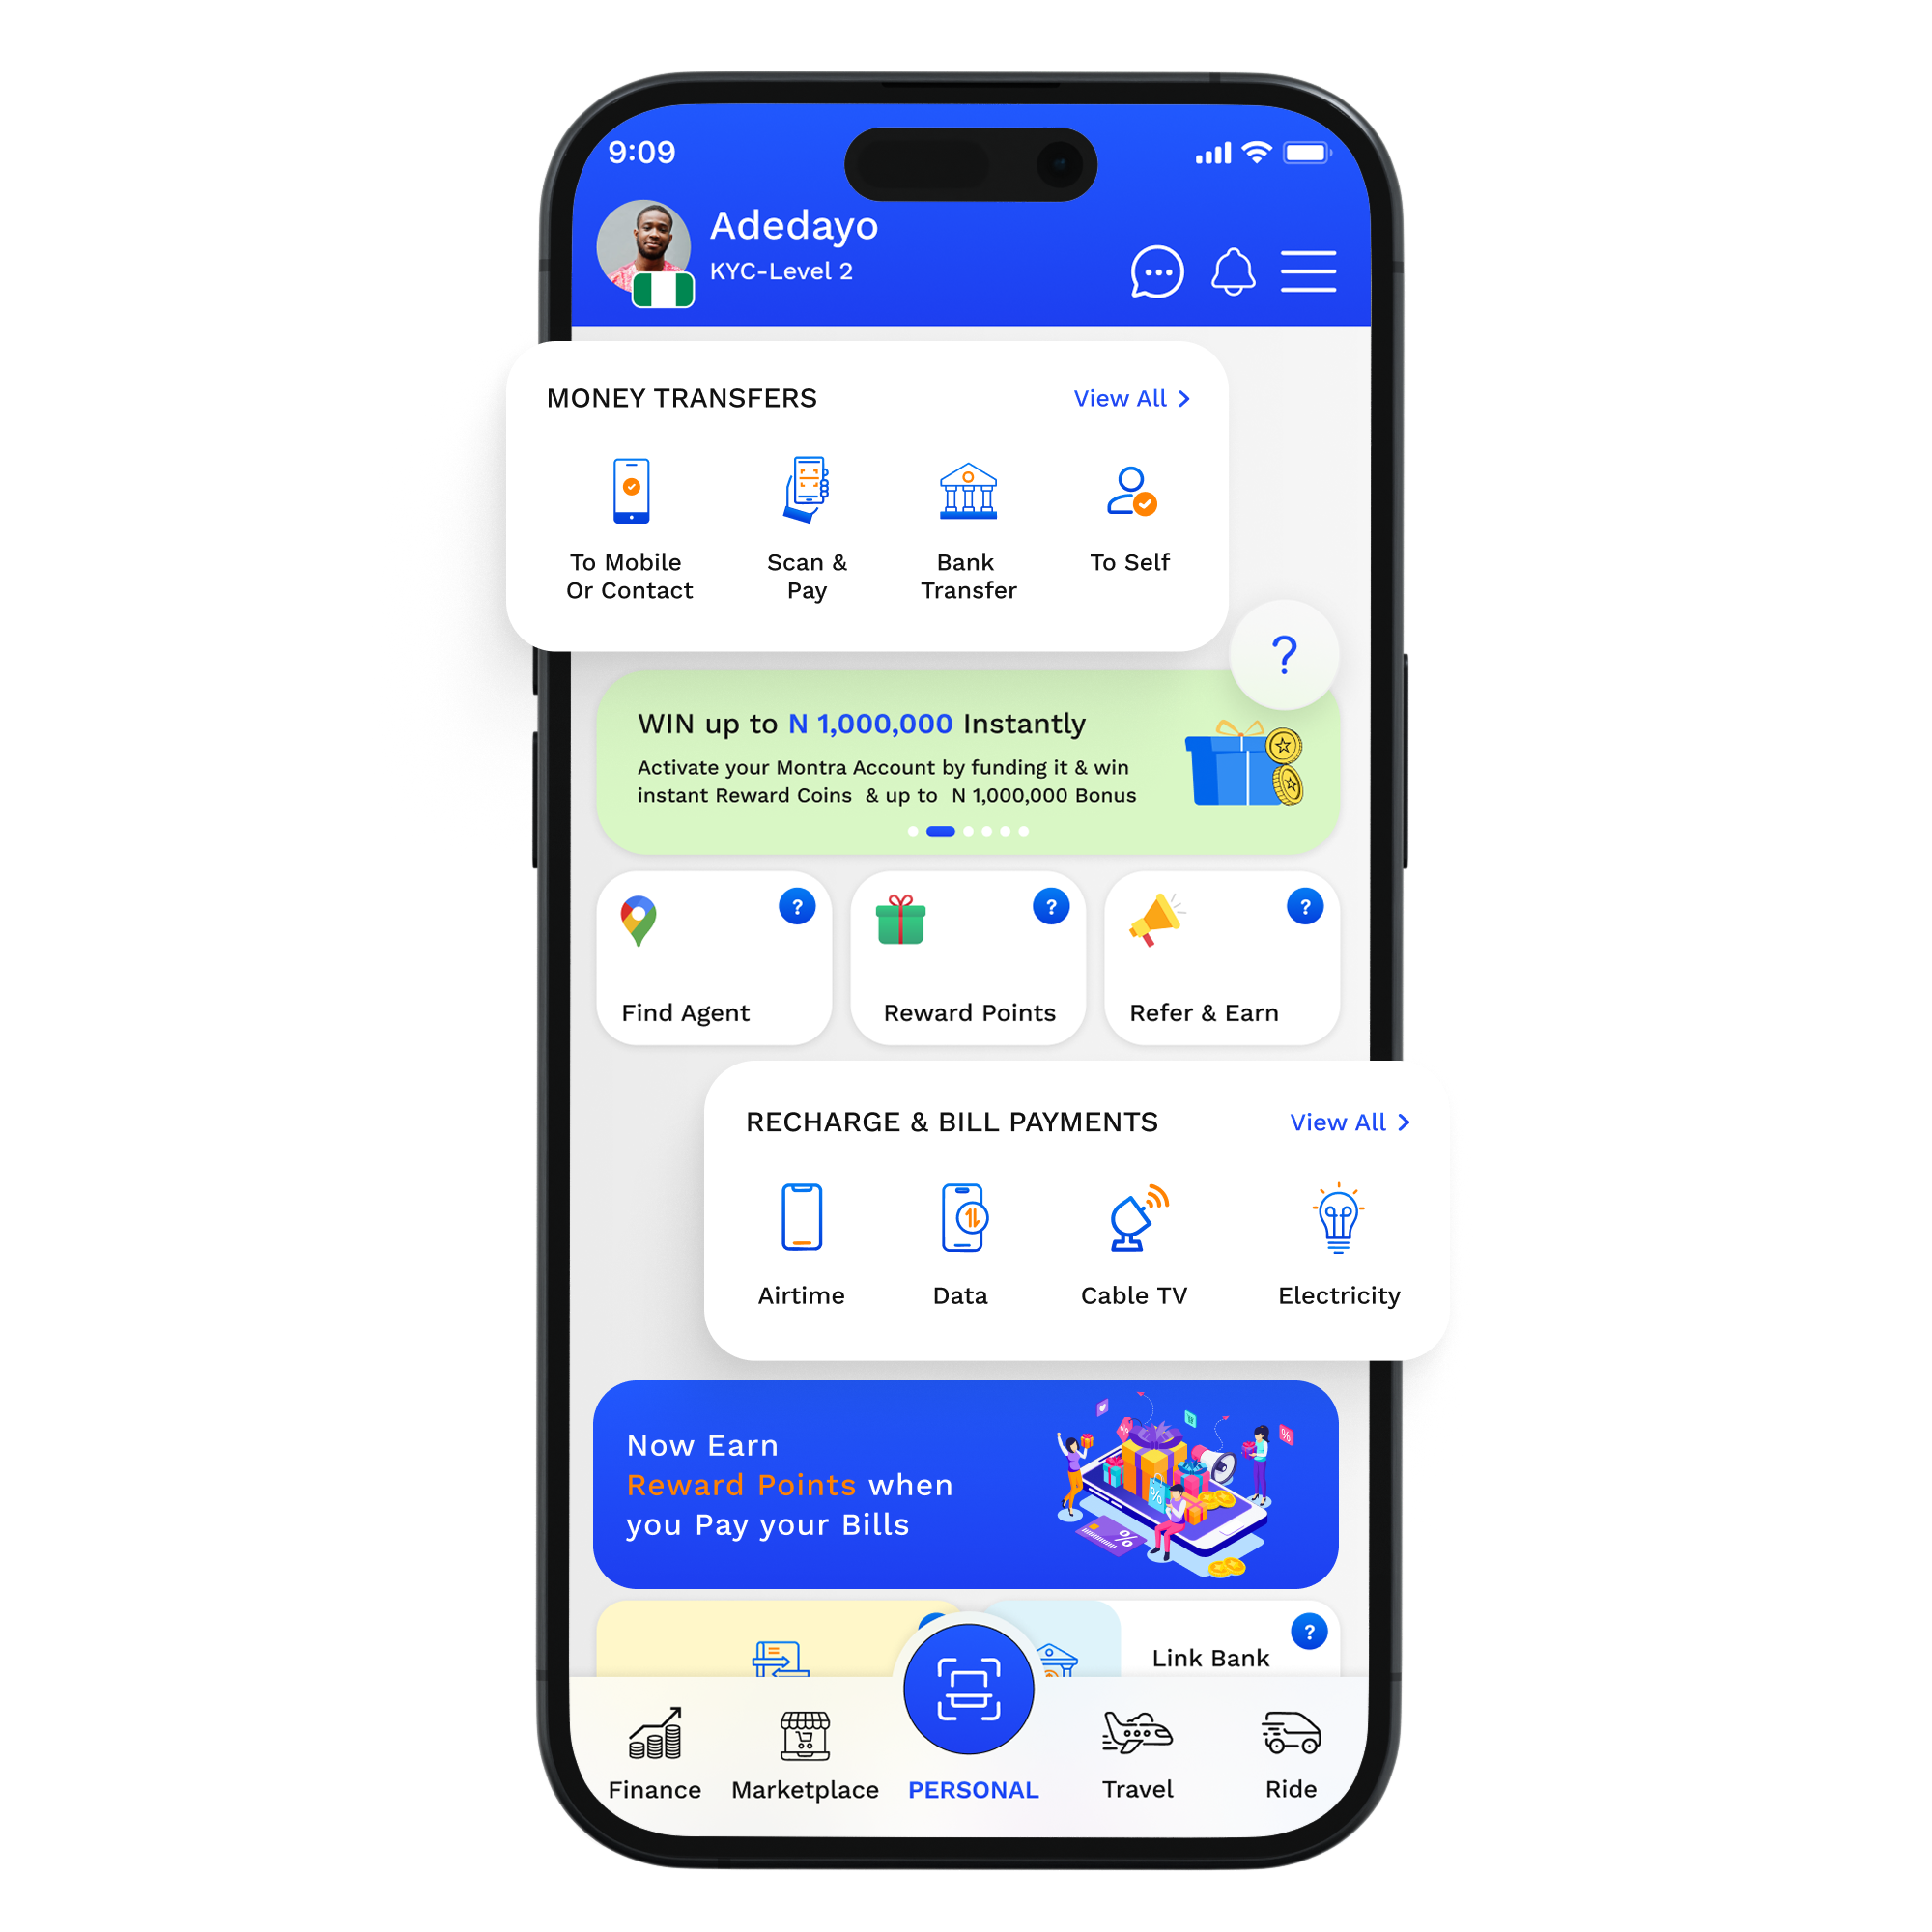 9:09
Adedayo
KYC-Level 2
MONEY TRANSFERS
View All >
To Mobile
Or Contact
Scan &
Pay
Bank
Transfer
To Self
?
WIN up to N 1,000,000 Instantly
Activate your Montra Account by funding it & win
instant Reward Coins & up to N 1,000,000 Bonus
?
?
?
Find Agent
Reward Points
Refer & Earn
RECHARGE & BILL PAYMENTS
View All >
Airtime
Data
Cable TV
Electricity
Now Earn
Reward Points when
you Pay your Bills
%
%
%
?
Link Bank
Finance
Marketplace
PERSONAL
Travel
Ride